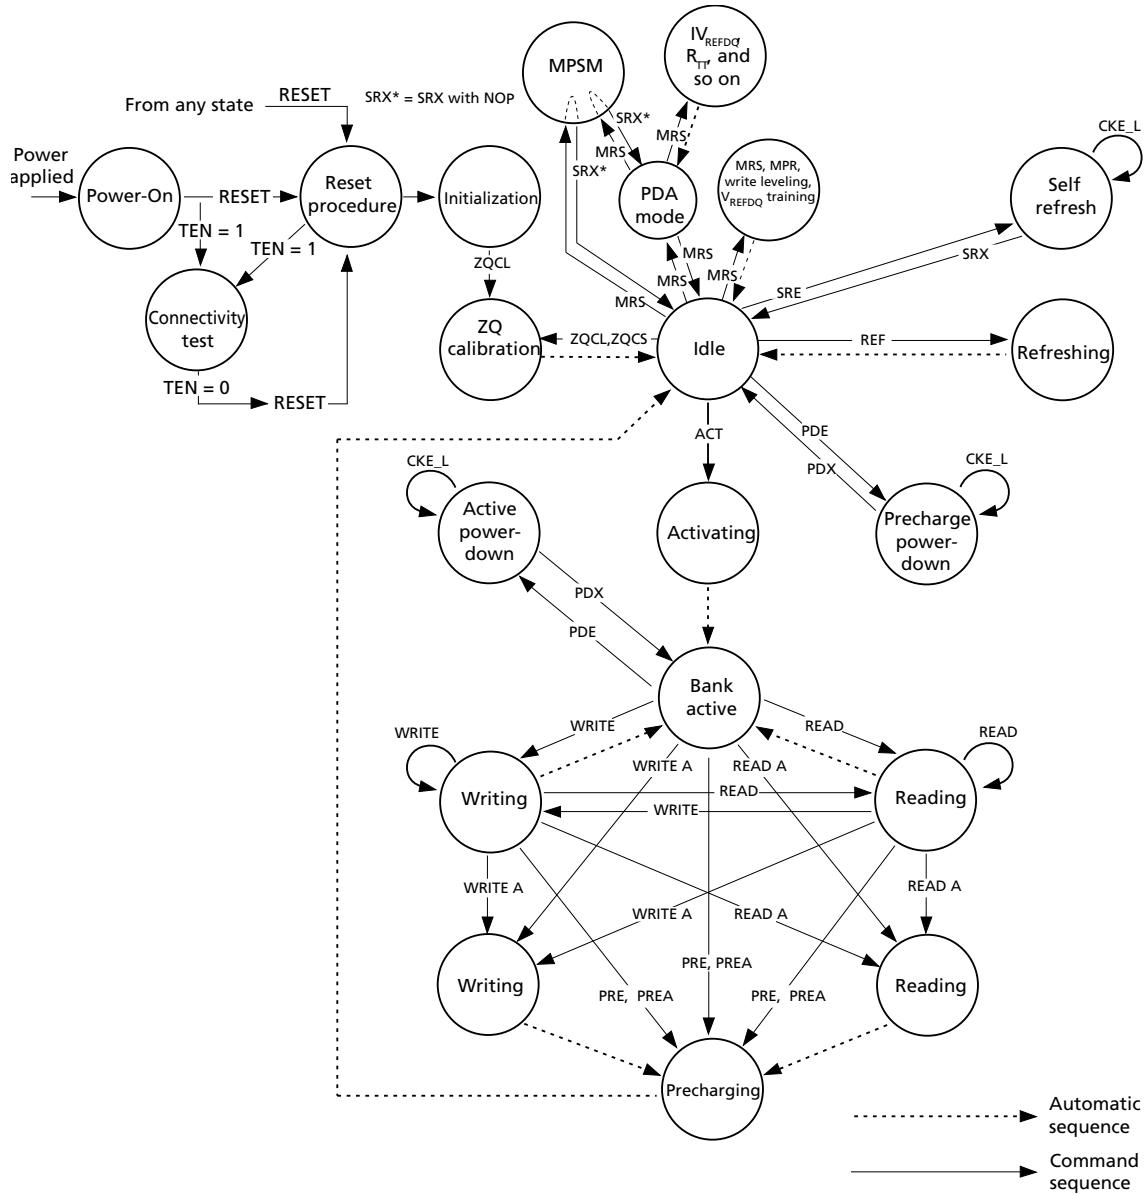 MPSM
IVREFDQ,
RTT, and
so on
From any state
RESET
SRX* = SRX with NOP
SRX*
MRS
MRS
CKE_L
Power
applied
Power-On
RESET
Reset
procedure
Initialization
SRX*
PDA
mode
MRS, MPR,
write leveling,
VREFDQ training
Self
refresh
TEN = 1
TEN = 1
ZQCL
MRS
MRS
MRS
MRS
SRE
SRX
Connectivity
test
ZQ
calibration
ZQCL,ZQCS
Idle
REF
Refreshing
TEN = 0
RESET
ACT
PDE
PDX
CKE_L
CKE_L
Active
power-
down
Activating
Precharge
power-
down
PDX
PDE
Bank
active
WRITE
WRITE
READ
READ
WRITE A
READ A
Writing
READ
WRITE
Reading
WRITE A
READ A
WRITE A
READ A
Writing
PRE, PREA
Reading
PRE, PREA
PRE, PREA
Precharging
Automatic
sequence
Command
sequence